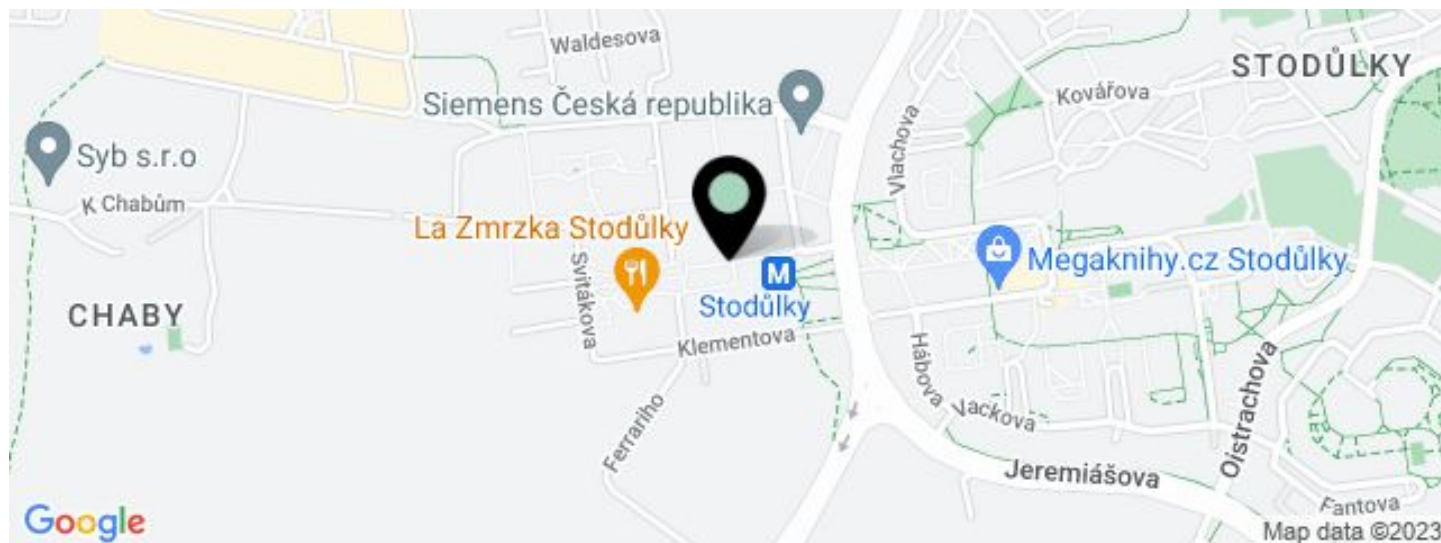 Waldesova
STODŮLKY
Kovářova
Siemens Česká republika
Vlachova
Syb s.r.o
K Chabům
La Zmrzka Stodůlky
Svitákova
M
Stodůlky
Megaknihy.cz Stodůlky
CHABY
Klementova
Hábova
Vackova
Oistrachova
Ferrariho
Jeremiášova
Fantova
Google
Map data ©2023